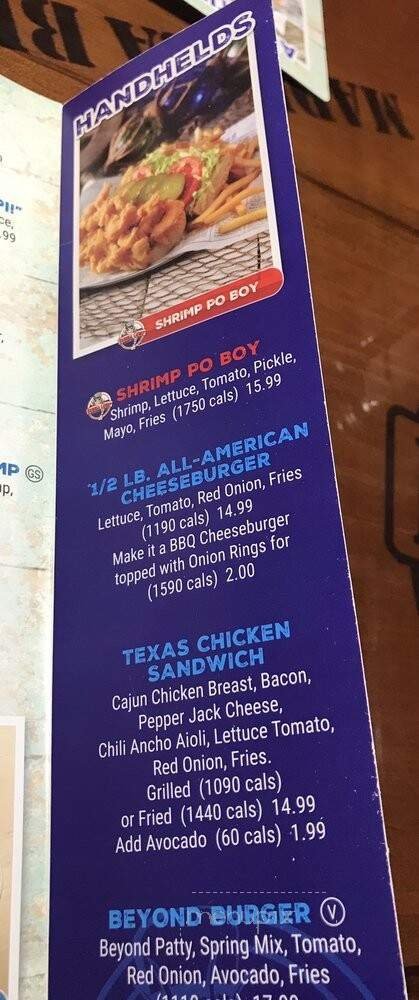 HANDHELDS
SHRIMP PO BOY
SHRIMP PO BOY
Shrimp, Lettuce, Tomato, Pickle,
Mayo, Fries (1750 cals) 15.99
1/2 LB. ALL-AMERICAN
CHEESEBURGER
Lettuce, Tomato, Red Onion, Fries
(1190 cals) 14.99
Make it a BBQ Cheeseburger
topped with Onion Rings for
(1590 cals) 2.00
TEXAS CHICKEN
SANDWICH
Cajun Chicken Breast, Bacon,
Pepper Jack Cheese,
Chili Ancho Aioli, Lettuce Tomato,
Red Onion, Fries.
Grilled (1090 cals)
or Fried (1440 cals) 14.99
Add Avocado (60 cals) 1.99
BEYOND BURGER V
Beyond Patty, Spring Mix, Tomato,
Red Onion, Avocado, Fries
GS